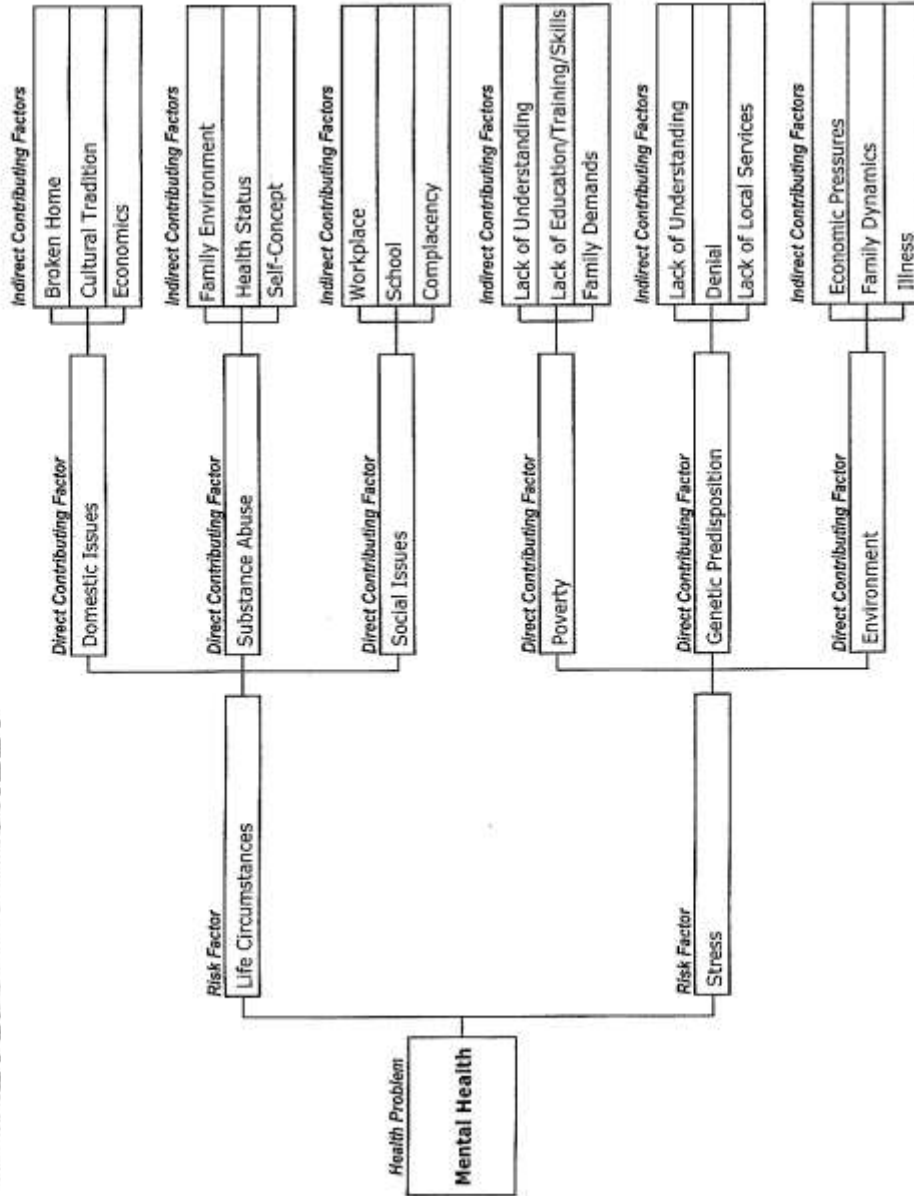 Health Problem
Mental Health
Risk Factor
Life Circumstances
Direct Contributing Factor
Domestic Issues
Indirect Contributing Factors
Broken Home
Cultural Tradition
Economics
Direct Contributing Factor
Substance Abuse
Indirect Contributing Factors
Family Environment
Health Status
Self-Concept
Direct Contributing Factor
Social Issues
Indirect Contributing Factors
Workplace
School
Complacency
Risk Factor
Stress
Direct Contributing Factor
Poverty
Indirect Contributing Factors
Lack of Understanding
Lack of Education/Training/Skills
Family Demands
Direct Contributing Factor
Genetic Predisposition
Indirect Contributing Factors
Lack of Understanding
Denial
Lack of Local Services
Direct Contributing Factor
Environment
Indirect Contributing Factors
Economic Pressures
Family Dynamics
Illness